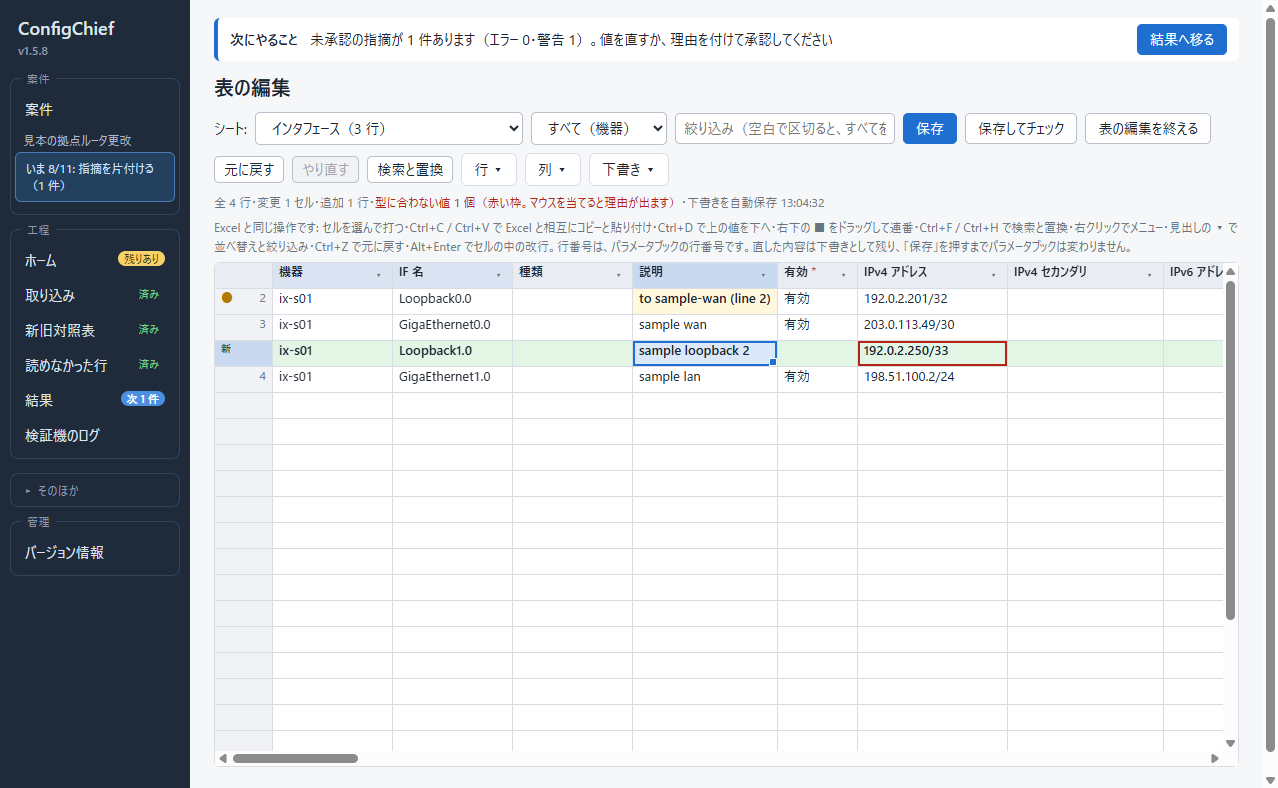 ConfigChief
v1.5.8
案件
案件
見本の拠点ルータ更改
いま 8/11: 指摘を片付ける
（1 件）
工程
ホーム 残りあり
取り込み 済み
新旧対照表 済み
読めなかった行 済み
結果 次 1 件
検証機のログ
▸ そのほか
管理
バージョン情報
次にやること 未承認の指摘が 1 件あります（エラー 0・警告 1）。値を直すか、理由を付けて承認してください 結果へ移る
表の編集
シート: インタフェース（3 行） すべて（機器） 絞り込み（空白で区切ると、すべてを 保存 保存してチェック 表の編集を終える
元に戻す やり直す 検索と置換 行 ▾ 列 ▾ 下書き ▾
全 4 行・変更 1 セル・追加 1 行・型に合わない値 1 個（赤い枠。マウスを当てると理由が出ます）・下書きを自動保存 13:04:32
Excel と同じ操作です: セルを選んで打つ・Ctrl+C / Ctrl+V で Excel と相互にコピーと貼り付け・Ctrl+D で上の値を下へ・右下の ■ をドラッグして連番・Ctrl+F / Ctrl+H で検索と置換・右クリックでメニュー・見出しの ▾ で
並べ替えと絞り込み・Ctrl+Z で元に戻す・Alt+Enter でセルの中の改行。行番号は、パラメータブックの行番号です。直した内容は下書きとして残り、「保存」を押すまでパラメータブックは変わりません。
機器 IF 名 種類 説明 有効 * IPv4 アドレス IPv4 セカンダリ IPv6 アドレ
2 ix-s01 Loopback0.0 to sample-wan (line 2) 有効 192.0.2.201/32
3 ix-s01 GigaEthernet0.0 sample wan 有効 203.0.113.49/30
新 ix-s01 Loopback1.0 sample loopback 2 192.0.2.250/33
4 ix-s01 GigaEthernet1.0 sample lan 有効 198.51.100.2/24